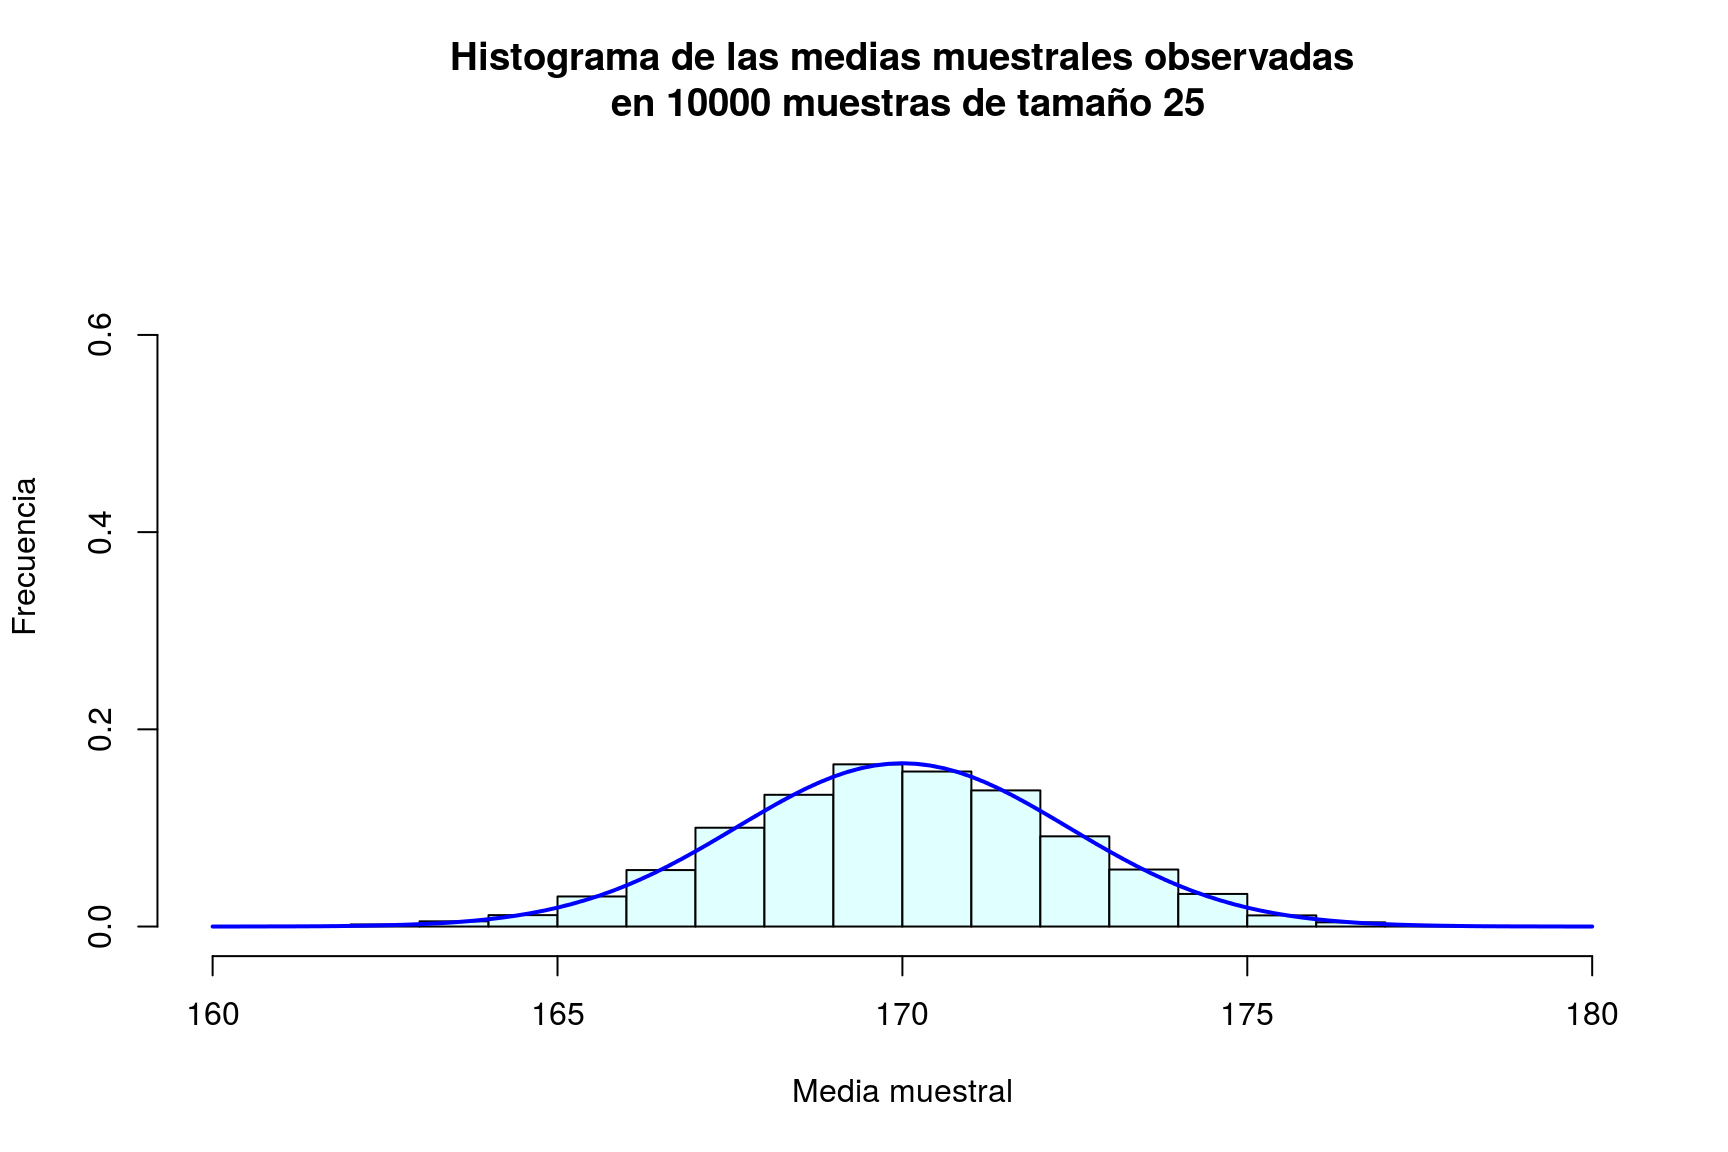 Histograma de las medias muestrales observadas
en 10000 muestras de tamaño 25
0.6
0.4
0.2
0.0
Frecuencia
160 165 170 175 180
Media muestral